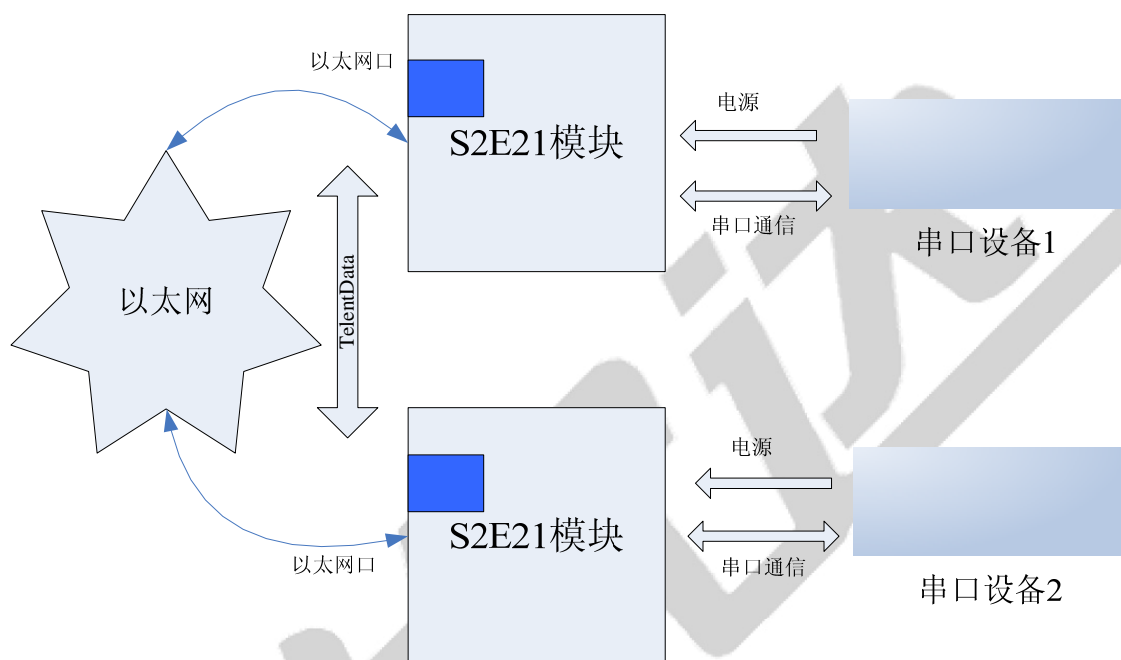 以太网口
S2E21模块
电源
串口通信
串口设备1
以太网
TelentData
以太网口
S2E21模块
电源
串口通信
串口设备2